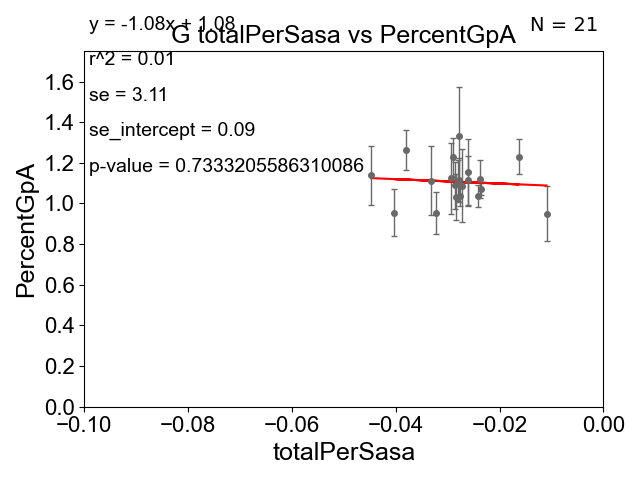 y = -1.08x + 1.08
G totalPerSasa vs PercentGpA
N = 21
r^2 = 0.01
se = 3.11
se_intercept = 0.09
p-value = 0.7333205586310086
PercentGpA
1.6
1.4
1.2
1.0
0.8
0.6
0.4
0.2
0.0
−0.10 −0.08 −0.06 −0.04 −0.02 0.00
totalPerSasa